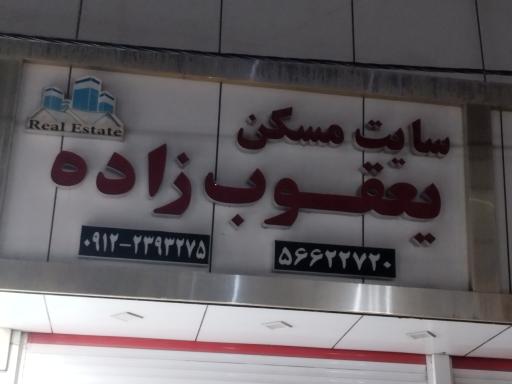 سایت مسکن
یعقوب زاده
Real Estate
۵۶۶۲۲۷۲۰
۰۹۱۲-۲۳۹۳۲۷۵